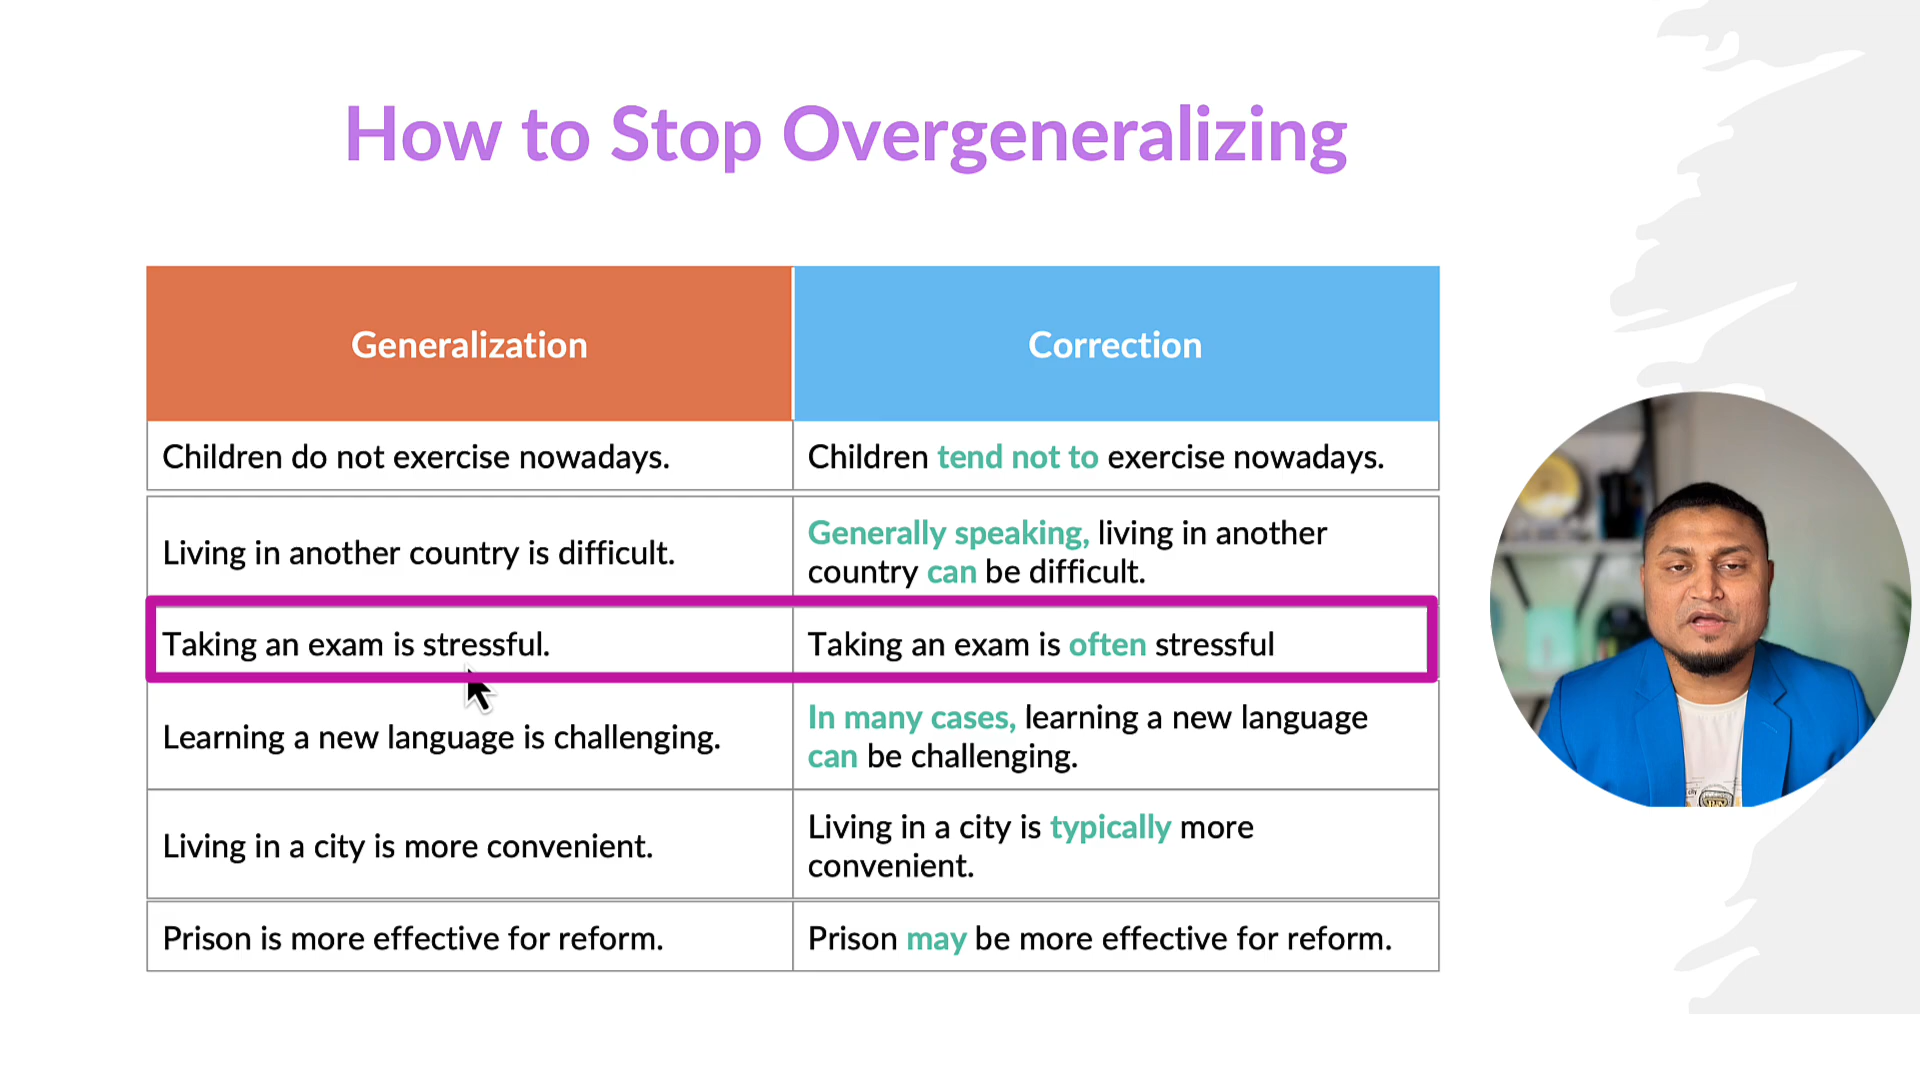 How to Stop Overgeneralizing
Generalization
Correction
Children do not exercise nowadays.
Children tend not to exercise nowadays.
Living in another country is difficult.
Generally speaking, living in another
country can be difficult.
Taking an exam is stressful.
Taking an exam is often stressful
Learning a new language is challenging.
In many cases, learning a new language
can be challenging.
Living in a city is more convenient.
Living in a city is typically more
convenient.
Prison is more effective for reform.
Prison may be more effective for reform.